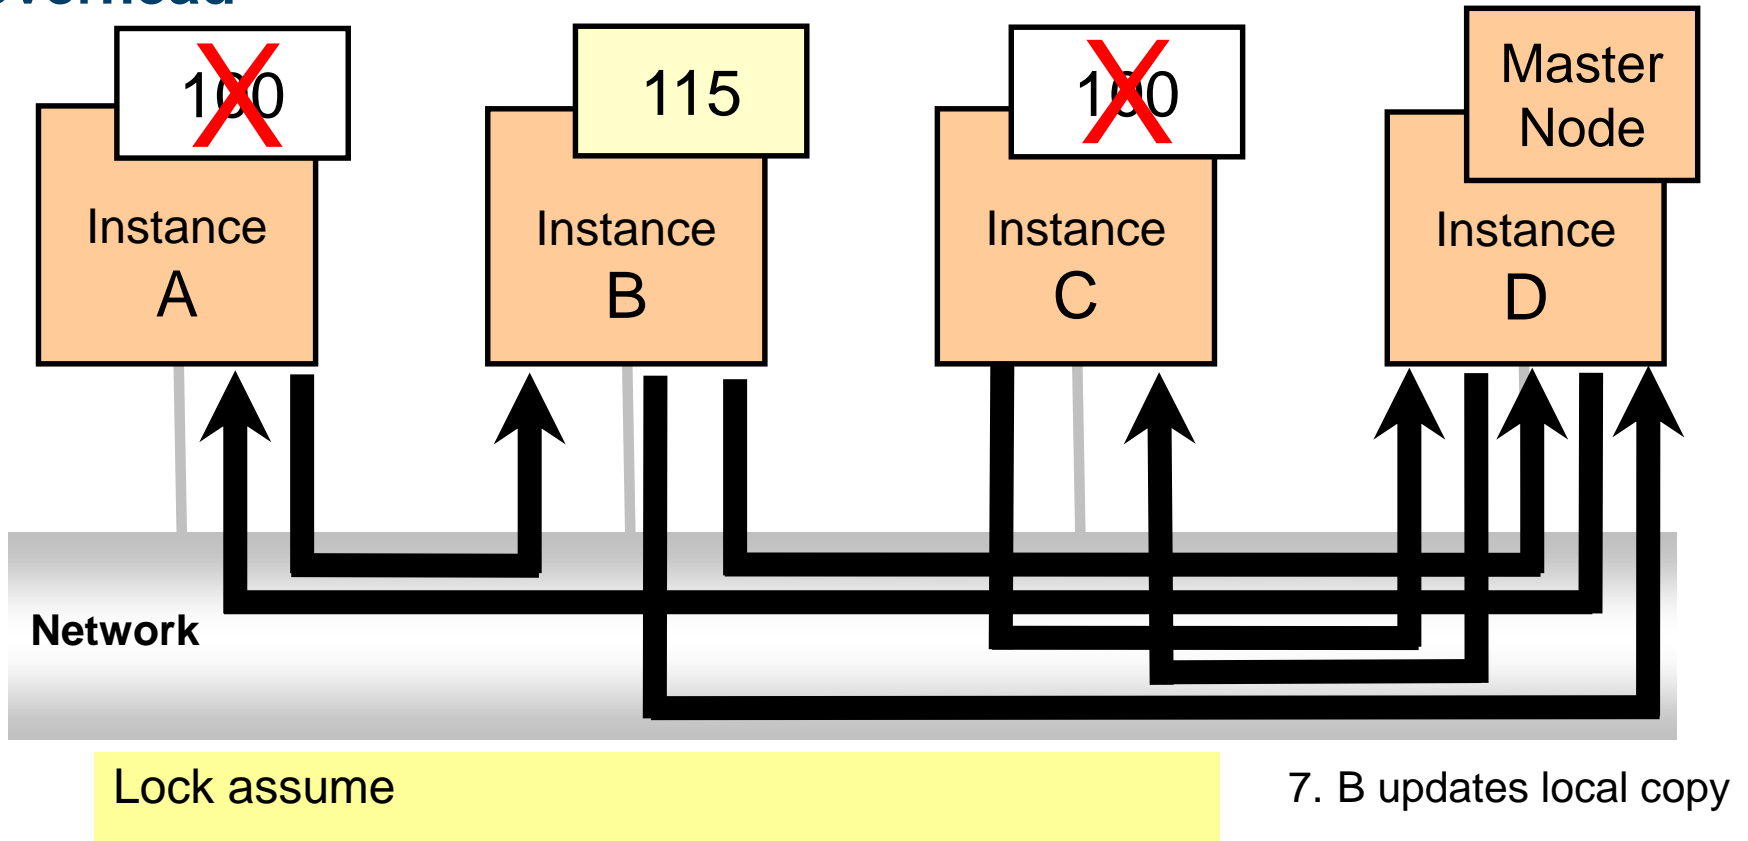 100
115
100
Master
Node
Instance
A
Instance
B
Instance
C
Instance
D
Network
Lock assume
7. B updates local copy